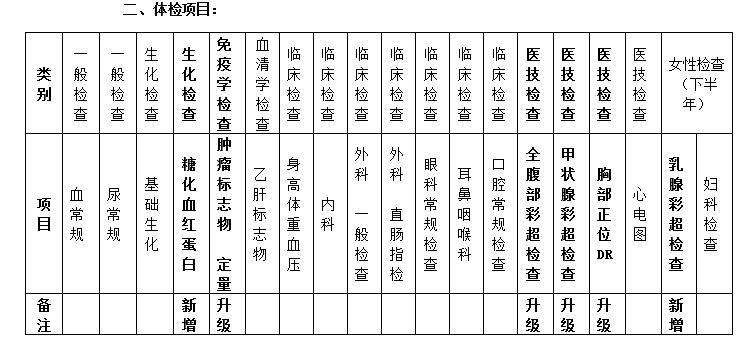 二、体检项目：
类别 一般检查 一般检查 生化检查 生化检查 免疫学检查 血清学检查 临床检查 临床检查 临床检查 临床检查 临床检查 临床检查 临床检查 医技检查 医技检查 医技检查 医技检查 女性检查（下半年）
项目 血常规 尿常规 基础生化 糖化血红蛋白 肿瘤标志物 定量 乙肝标志物 身高体重血压 内科 外科 一般检查 外科 直肠指检 眼科常规检查 耳鼻咽喉科 口腔常规检查 全腹部彩超检查 甲状腺彩超检查 胸部正位DR 心电图 乳腺彩超检查 妇科检查
备注 新增 升级 升级 升级 升级 新增